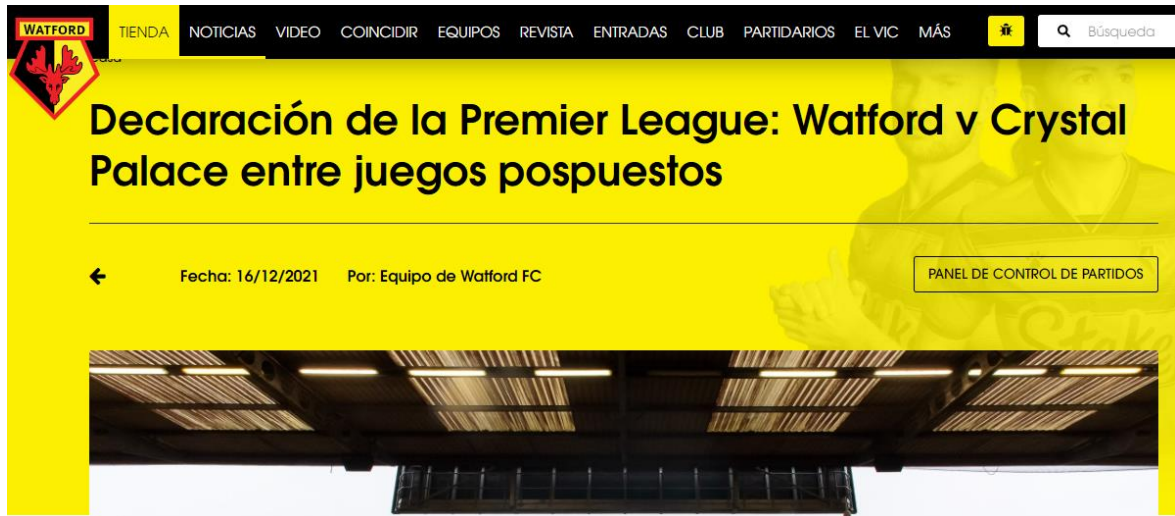 WATFORD
TIENDA NOTICIAS VIDEO COINCIDIR EQUIPOS REVISTA ENTRADAS CLUB PARTIDARIOS EL VIC MÁS Búsqueda
Declaración de la Premier League: Watford v Crystal
Palace entre juegos pospuestos
Fecha: 16/12/2021 Por: Equipo de Watford FC PANEL DE CONTROL DE PARTIDOS
Stake